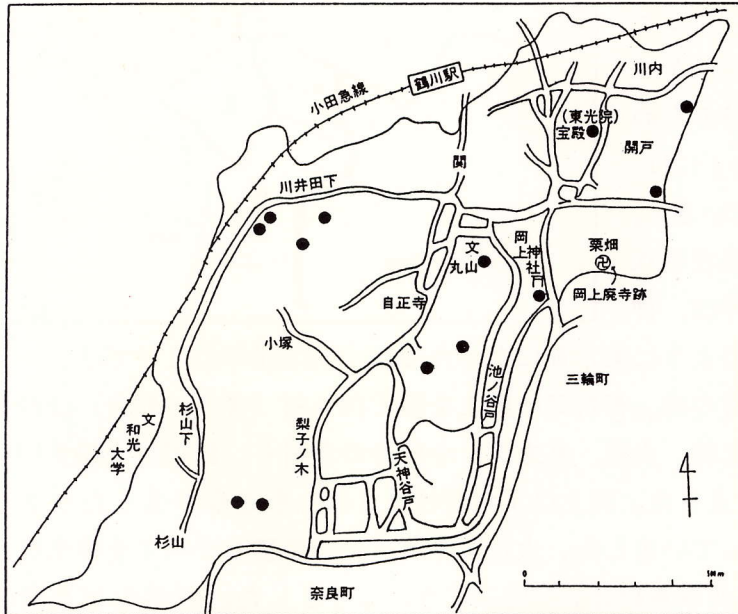 鶴川駅
小田急線
川内
(東光院)
宝殿
開戸
関
川井田下
岡上神社
文
丸山
栗畑
岡上廃寺跡
自正寺
小塚
池ノ谷戸
三輪町
梨子ノ木
杉山下
文
和光
大学
天神谷戸
杉山
奈良町
0
500m